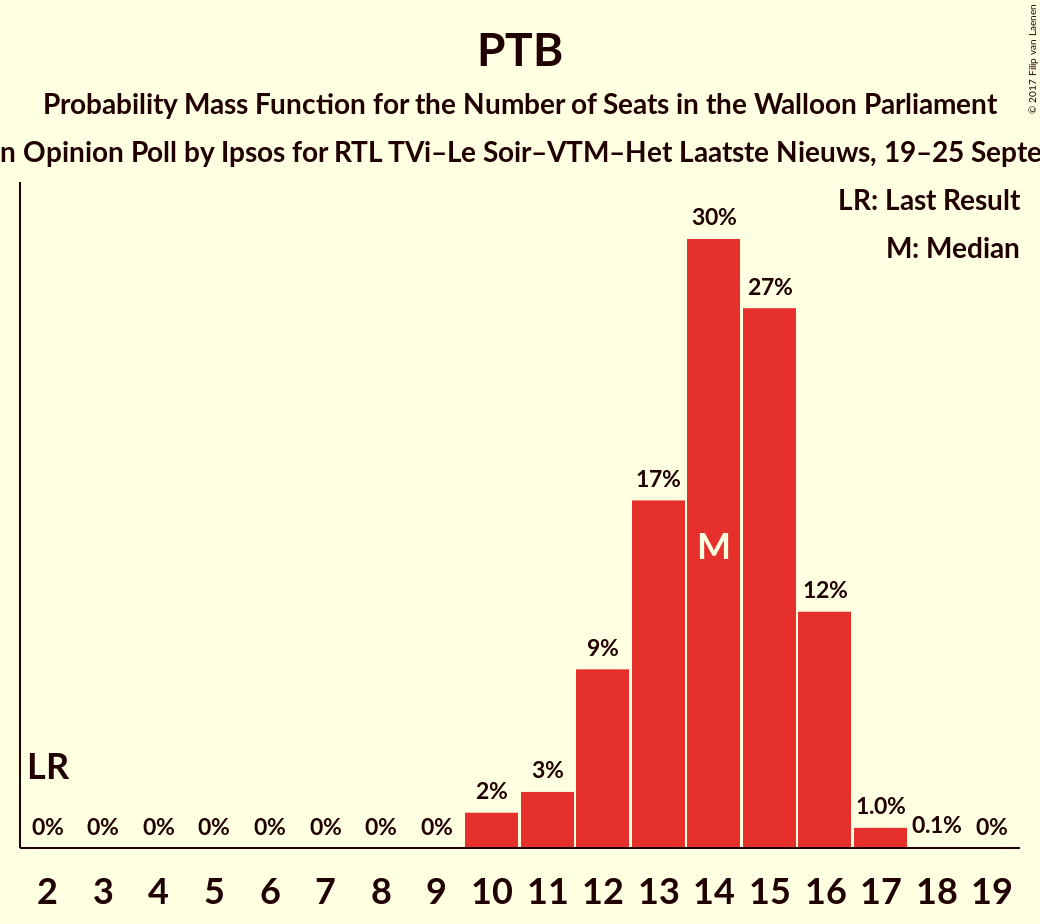 PTB
Probability Mass Function for the Number of Seats in the Walloon Parliament
n Opinion Poll by Ipsos for RTL TVi–Le Soir–VTM–Het Laatste Nieuws, 19–25 Septe
© 2017 Filip van Laenen
LR: Last Result
M: Median
30%
27%
17%
M
12%
9%
LR
3%
2%
1.0%
0% 0% 0% 0% 0% 0% 0% 0% 0.1% 0%
2 3 4 5 6 7 8 9 10 11 12 13 14 15 16 17 18 19